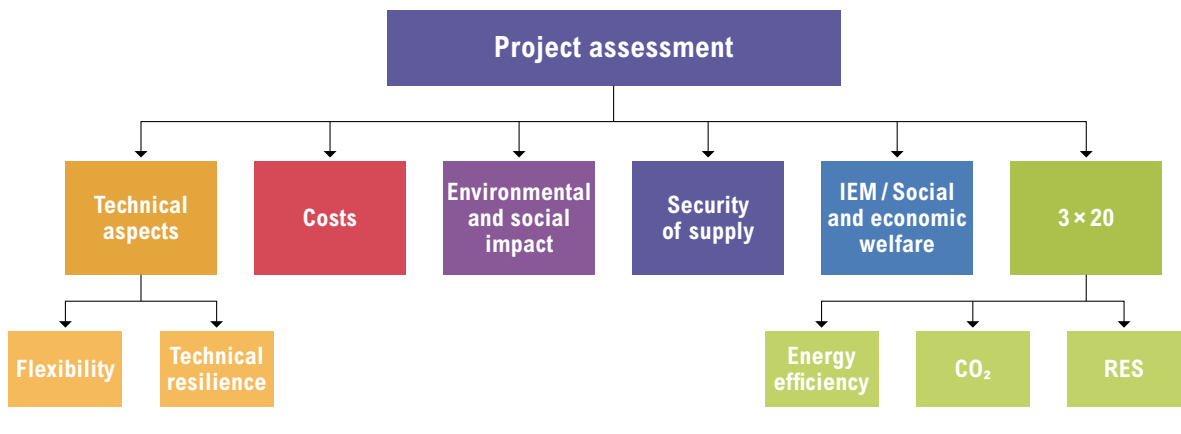 Project assessment
Technical
aspects
Costs
Environmental
and social
impact
Security
of supply
IEM / Social
and economic
welfare
3 × 20
Flexibility
Technical
resilience
Energy
efficiency
CO₂
RES